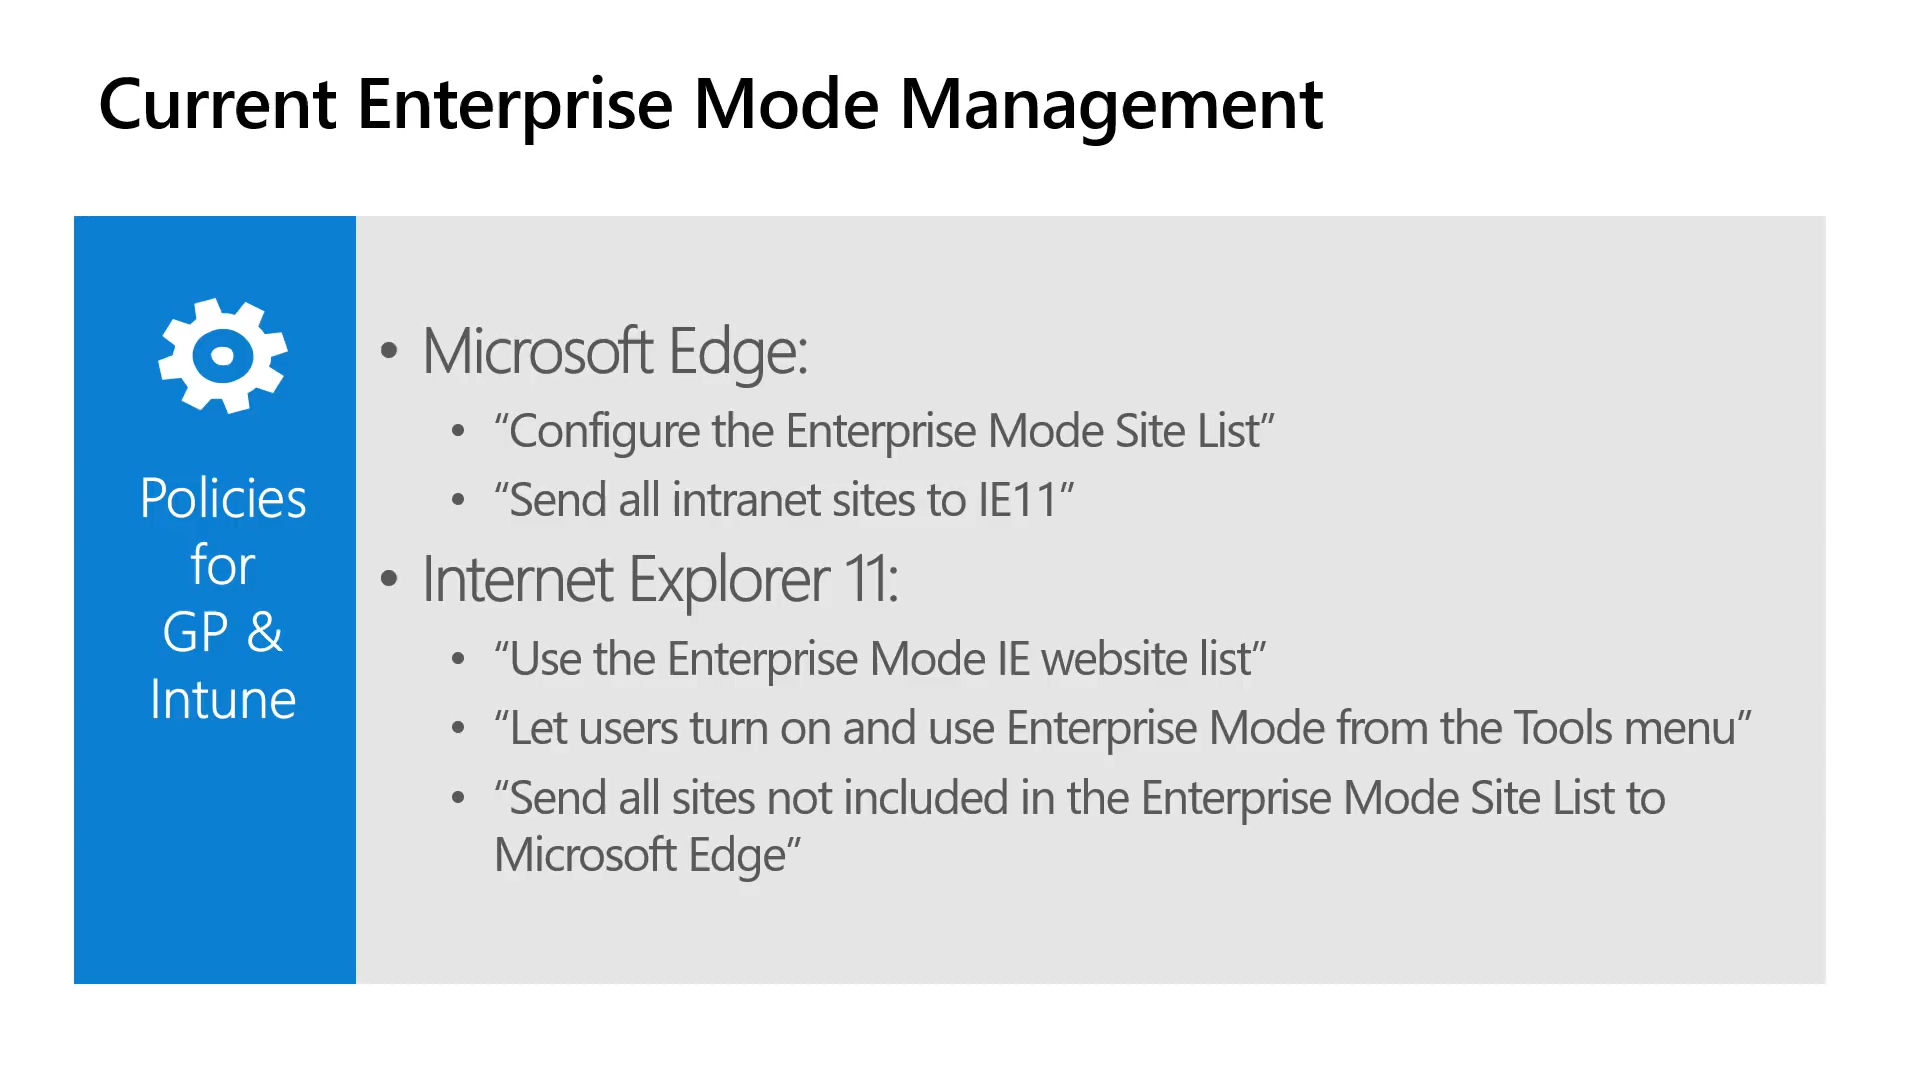 Current Enterprise Mode Management
Policies
for
GP &
Intune
• Microsoft Edge:
• “Configure the Enterprise Mode Site List”
• “Send all intranet sites to IE11”
• Internet Explorer 11:
• “Use the Enterprise Mode IE website list”
• “Let users turn on and use Enterprise Mode from the Tools menu”
• “Send all sites not included in the Enterprise Mode Site List to
Microsoft Edge”